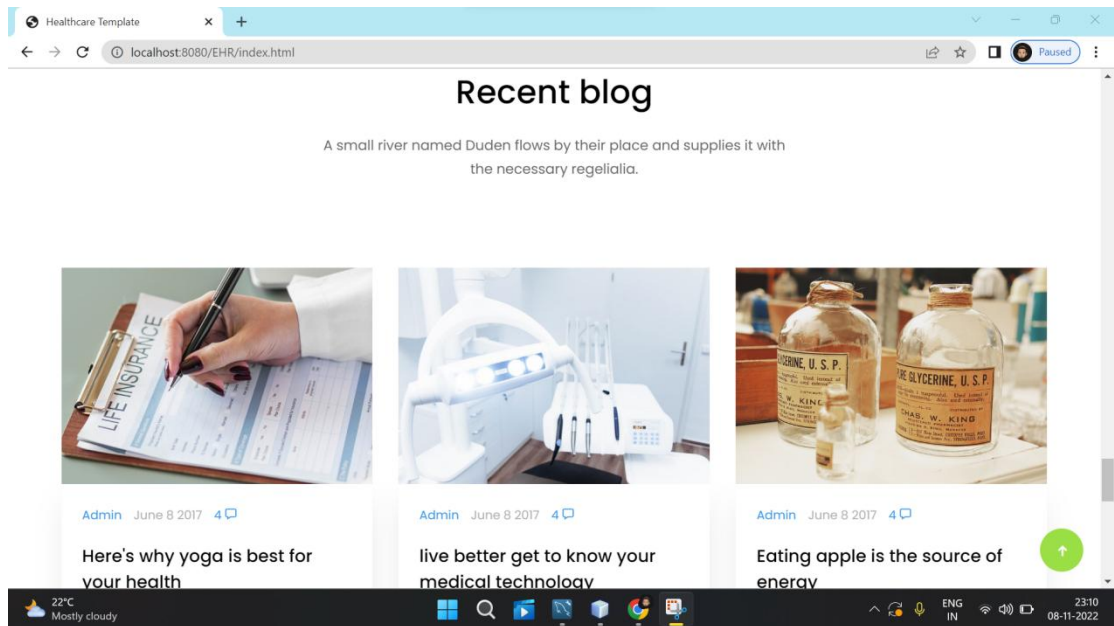 Healthcare Template
localhost:8080/EHR/index.html
Paused
Recent blog
A small river named Duden flows by their place and supplies it with
the necessary regelialia.
LIFE INSURANCE
CERINE, U. S. P.
RE GLYCERINE, U. S. P.
W. KING
CHAS. W. KING
Admin June 8 2017 4
Here's why yoga is best for
your health
Admin June 8 2017 4
live better get to know your
medical technology
Admin June 8 2017 4
Eating apple is the source of
energy
22°C
Mostly cloudy
ENG
IN
23:10
08-11-2022